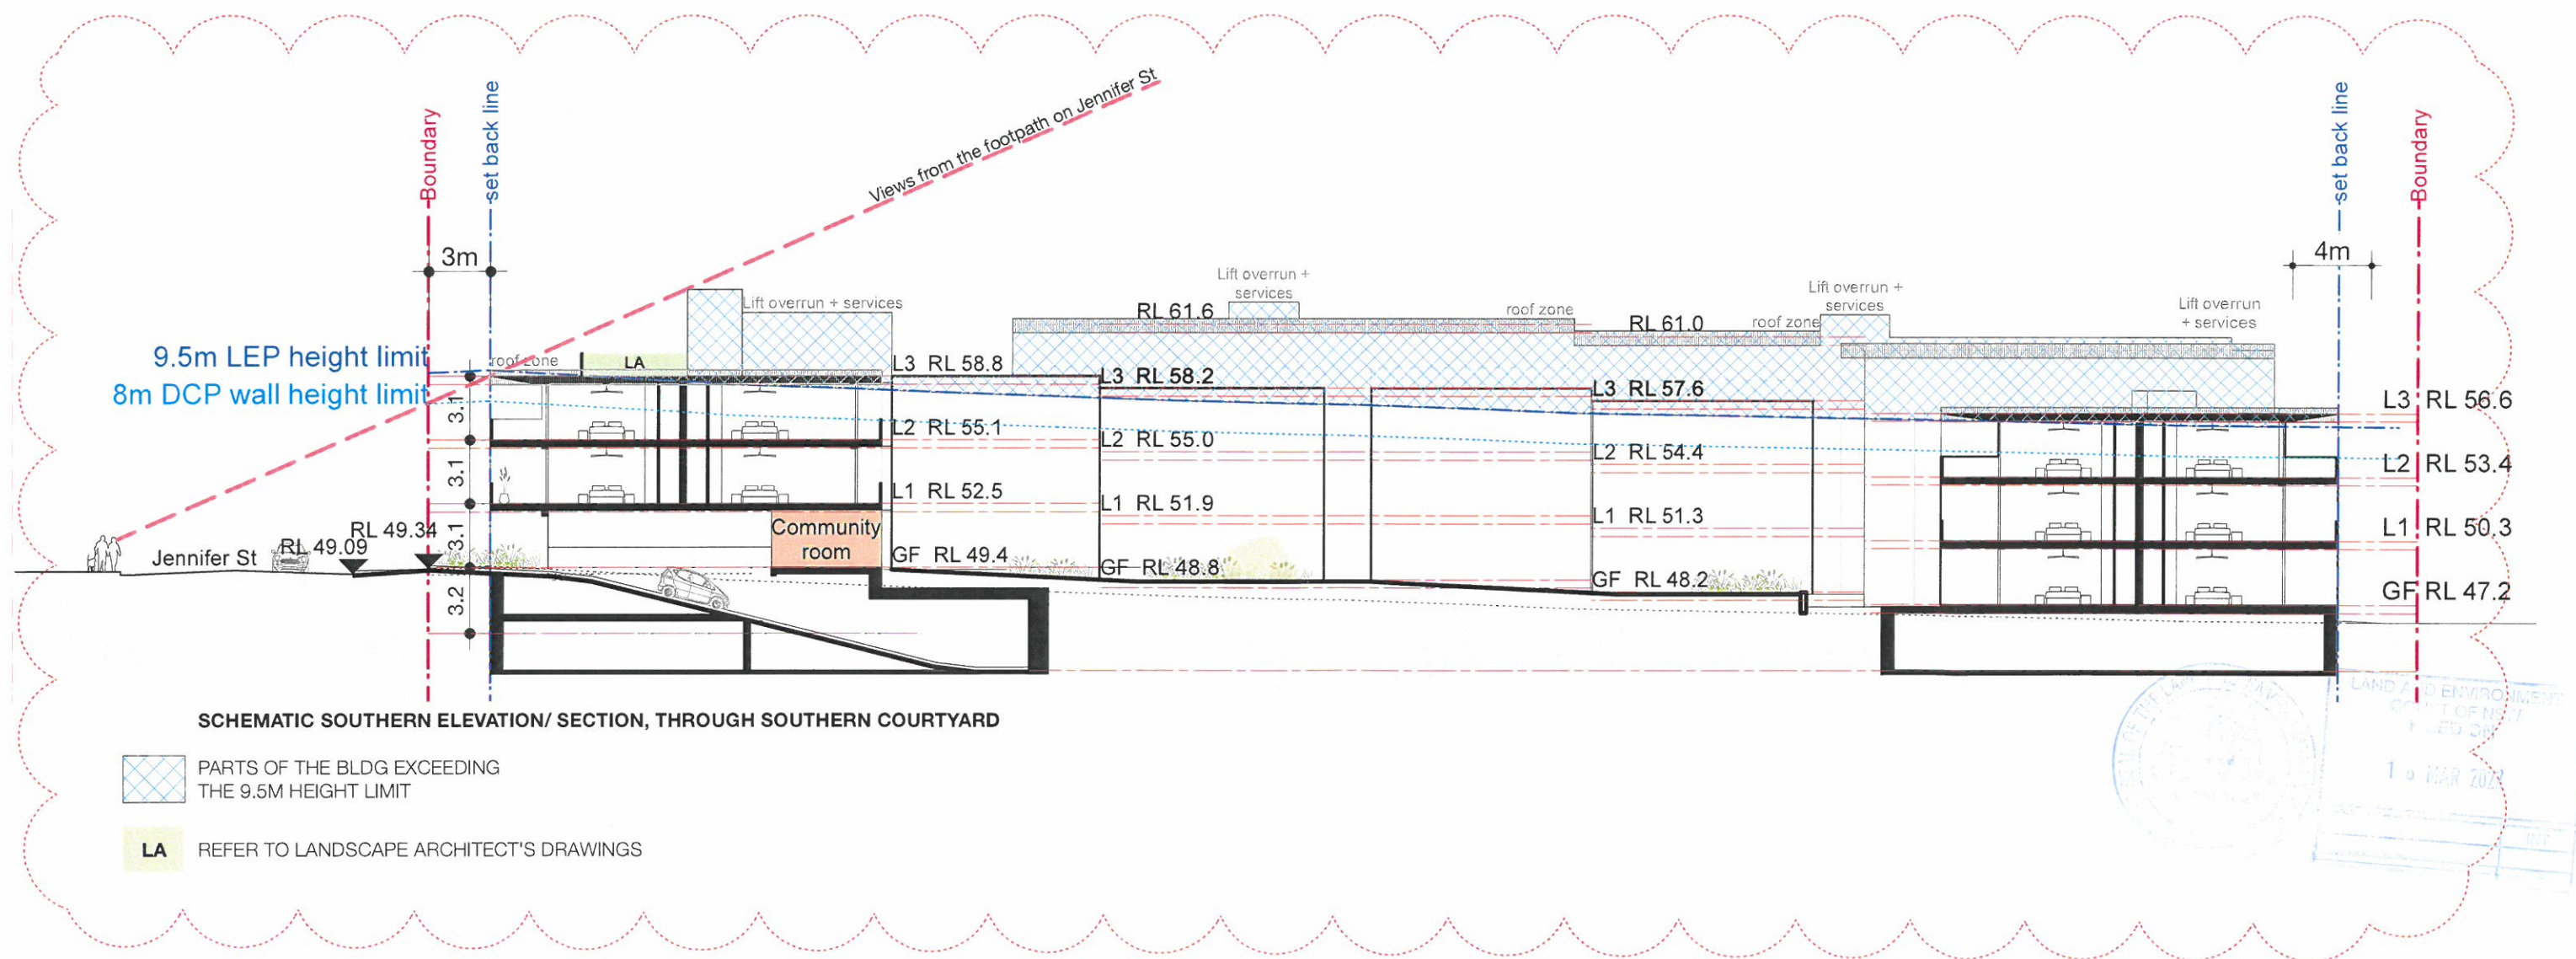 Boundary
set back line
Views from the footpath on Jennifer St
set back line
Boundary
3m
4m
Lift overrun + services
Lift overrun +
services
RL 61.6
roof zone
RL 61.0
roof zone
Lift overrun +
services
Lift overrun
+ services
9.5m LEP height limit
8m DCP wall height limit
roof zone
LA
3.1
3.1
3.1
3.2
L3 RL 58.8
L2 RL 55.1
L1 RL 52.5
GF RL 49.4
L3 RL 58.2
L2 RL 55.0
L1 RL 51.9
GF RL 48.8
L3 RL 57.6
L2 RL 54.4
L1 RL 51.3
GF RL 48.2
L3 RL 56.6
L2 RL 53.4
L1 RL 50.3
GF RL 47.2
Jennifer St
RL 49.09
RL 49.34
Community
room
SCHEMATIC SOUTHERN ELEVATION/ SECTION, THROUGH SOUTHERN COURTYARD
PARTS OF THE BLDG EXCEEDING
THE 9.5M HEIGHT LIMIT
LA REFER TO LANDSCAPE ARCHITECT'S DRAWINGS
LAND AND ENVIRONMENT
COURT OF NSW
MAR